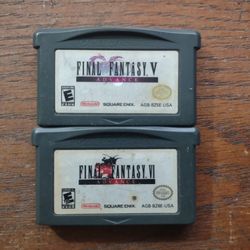 FINAL FANTASY V
ADVANCE
E
Nintendo
SQUARE ENIX
AGB-BZ5E-USA
FINAL FANTASY VI
ADVANCE
E
Nintendo
SQUARE ENIX
AGB-BZ6E-USA